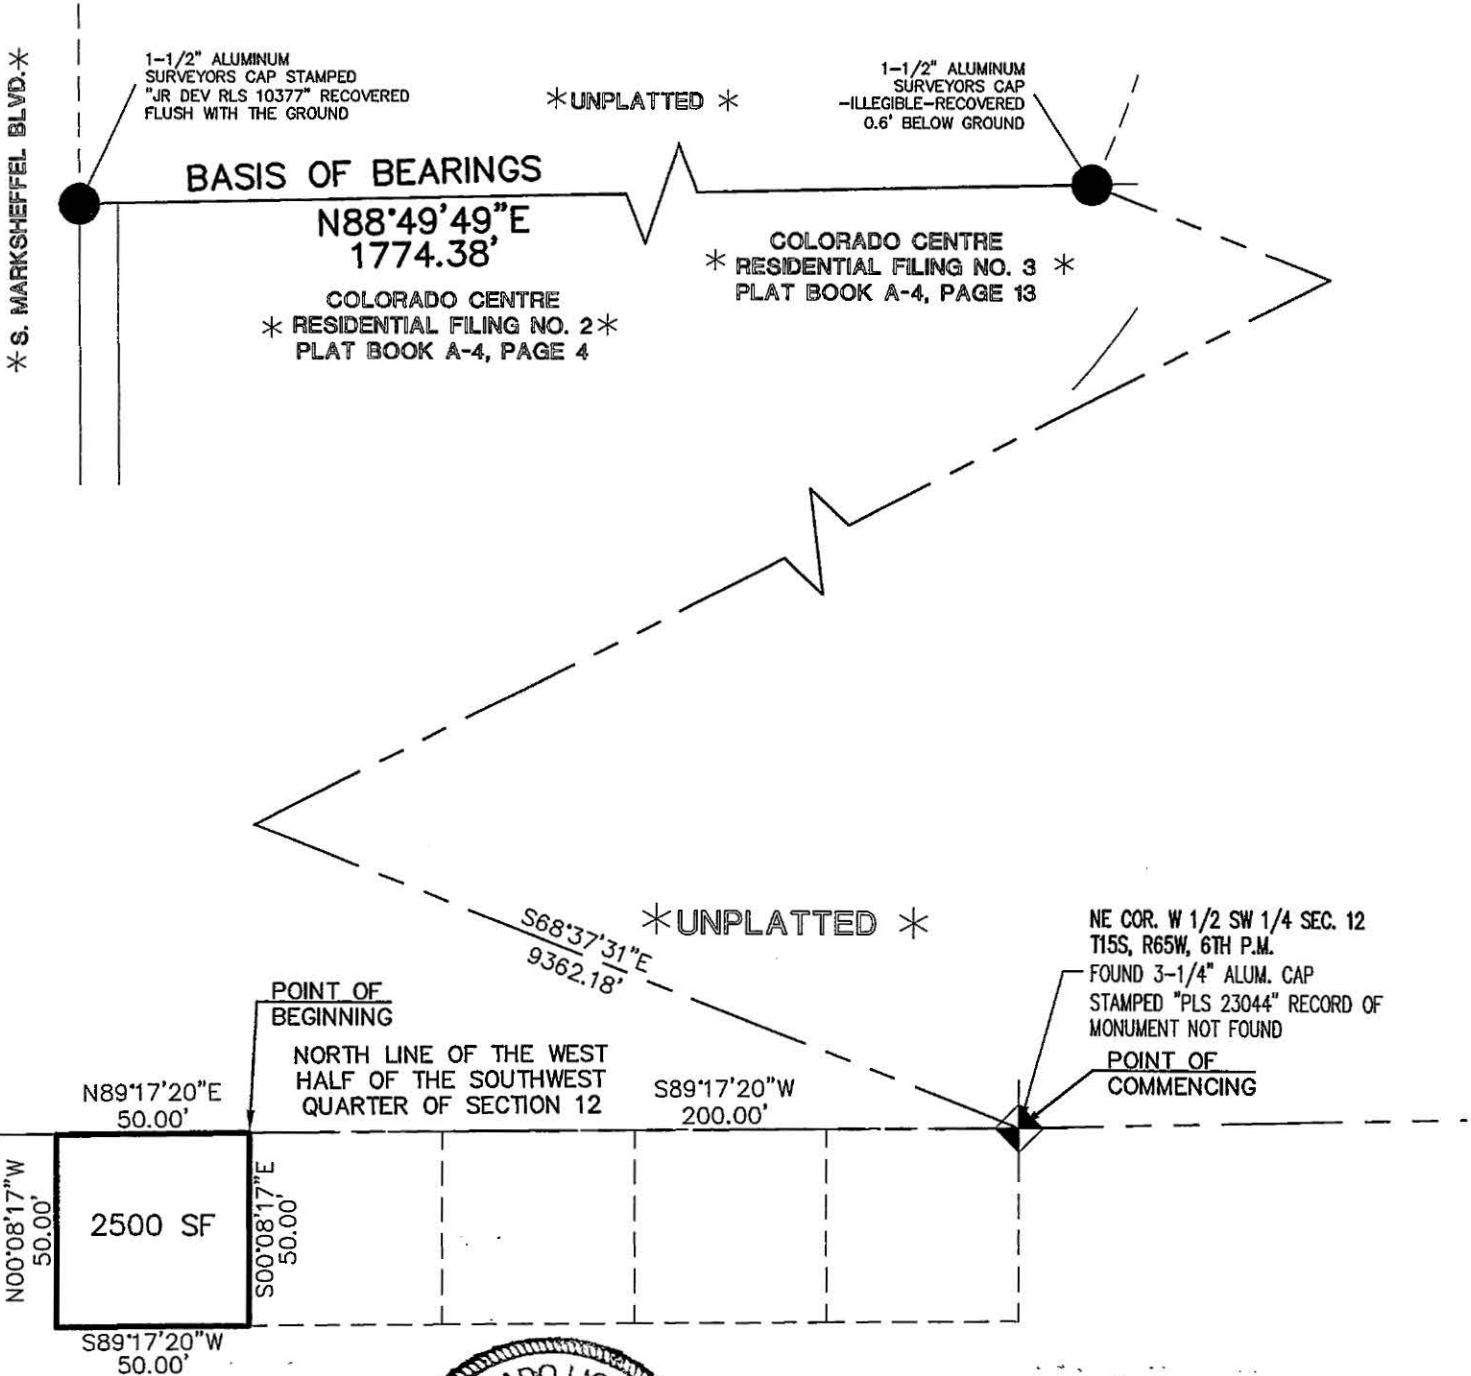 *S. MARKSHEFFEL BLVD.*
1-1/2" ALUMINUM
SURVEYORS CAP STAMPED
"JR DEV RLS 10377" RECOVERED
FLUSH WITH THE GROUND
*UNPLATTED *
1-1/2" ALUMINUM
SURVEYORS CAP
-ILLEGIBLE-RECOVERED
0.6' BELOW GROUND
BASIS OF BEARINGS
N88°49'49"E
1774.38'
COLORADO CENTRE
* RESIDENTIAL FILING NO. 2*
PLAT BOOK A-4, PAGE 4
COLORADO CENTRE
* RESIDENTIAL FILING NO. 3 *
PLAT BOOK A-4, PAGE 13
S68°37'31"E
9362.18'
*UNPLATTED *
NE COR. W 1/2 SW 1/4 SEC. 12
T15S, R65W, 6TH P.M.
FOUND 3-1/4" ALUM. CAP
STAMPED "PLS 23044" RECORD OF
MONUMENT NOT FOUND
POINT OF
COMMENCING
POINT OF
BEGINNING
NORTH LINE OF THE WEST
HALF OF THE SOUTHWEST
QUARTER OF SECTION 12
S89°17'20"W
200.00'
N89°17'20"E
50.00'
N00°08'17"W
50.00'
2500 SF
S00°08'17"E
50.00'
S89°17'20"W
50.00'